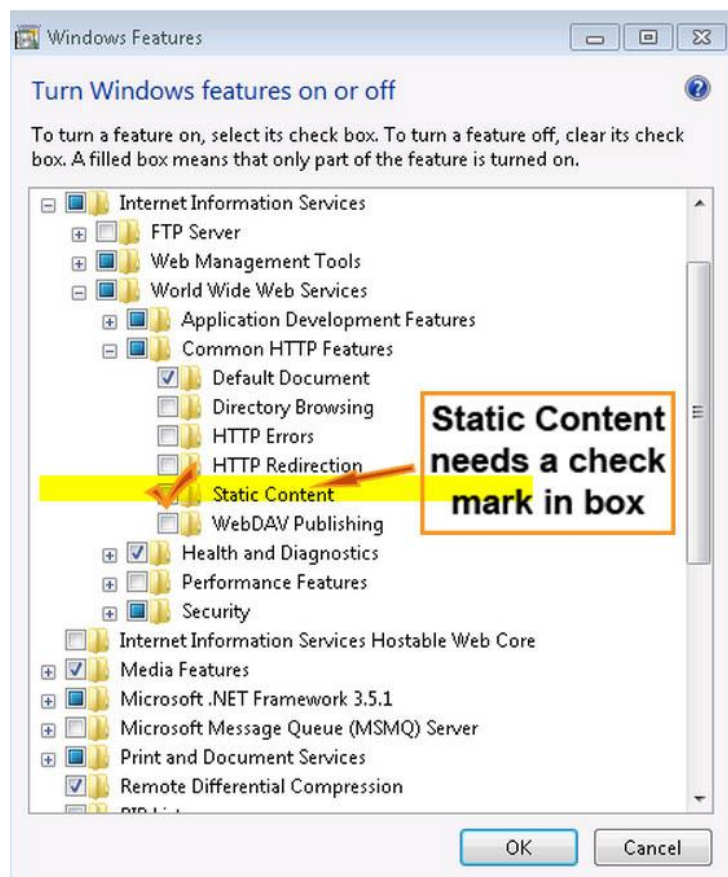 Windows Features
Turn Windows features on or off
To turn a feature on, select its check box. To turn a feature off, clear its check
box. A filled box means that only part of the feature is turned on.
Internet Information Services
FTP Server
Web Management Tools
World Wide Web Services
Application Development Features
Common HTTP Features
Default Document
Directory Browsing
HTTP Errors
HTTP Redirection
Static Content
WebDAV Publishing
Static Content
needs a check
mark in box
Health and Diagnostics
Performance Features
Security
Internet Information Services Hostable Web Core
Media Features
Microsoft .NET Framework 3.5.1
Microsoft Message Queue (MSMQ) Server
Print and Document Services
Remote Differential Compression
OK
Cancel